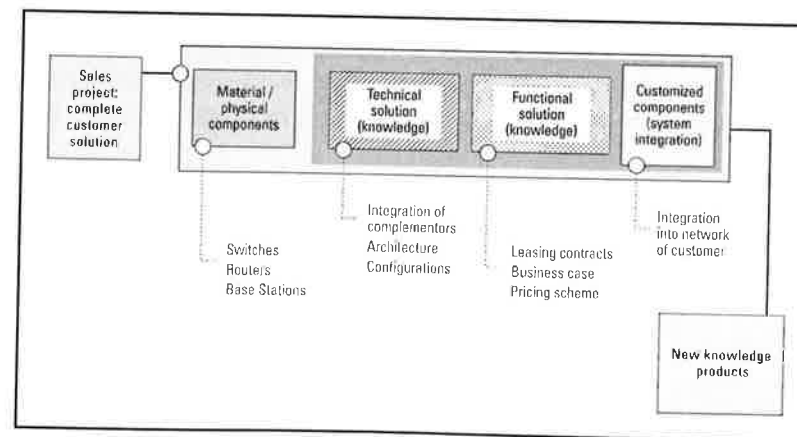 Sales
project:
complete
customer
solution
Material /
physical
components
Technical
solution
(knowledge)
Functional
solution
(knowledge)
Customized
components
(system
integration)
Switches
Routers
Base Stations
Integration of
complementors
Architecture
Configurations
Leasing contracts
Business case
Pricing scheme
Integration
into network
of customer
New knowledge
products